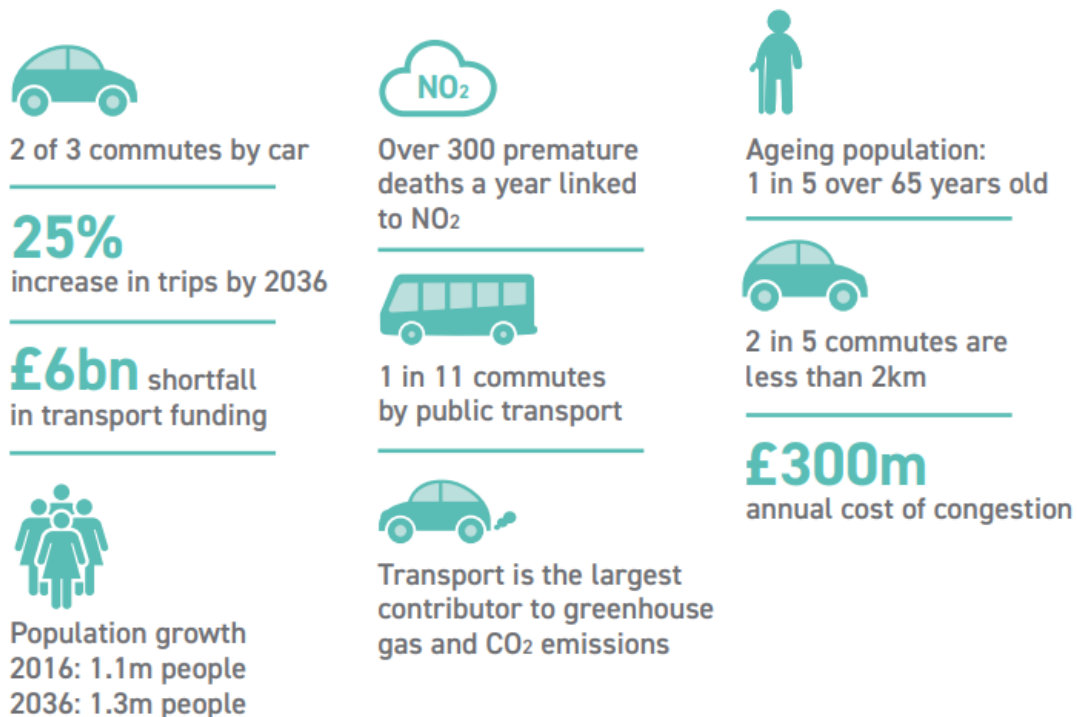 2 of 3 commutes by car
25%
increase in trips by 2036
£6bn shortfall
in transport funding
Population growth
2016: 1.1m people
2036: 1.3m people
NO₂
Over 300 premature
deaths a year linked
to NO₂
1 in 11 commutes
by public transport
Transport is the largest
contributor to greenhouse
gas and CO₂ emissions
Ageing population:
1 in 5 over 65 years old
2 in 5 commutes are
less than 2km
£300m
annual cost of congestion